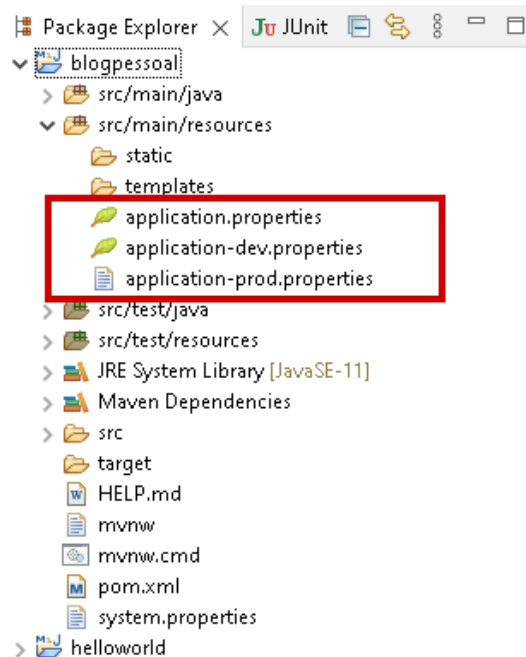 Package Explorer Ju JUnit
blogpessoal
src/main/java
src/main/resources
static
templates
application.properties
application-dev.properties
application-prod.properties
src/test/java
src/test/resources
JRE System Library [JavaSE-11]
Maven Dependencies
src
target
HELP.md
mvnw
mvnw.cmd
pom.xml
system.properties
helloworld